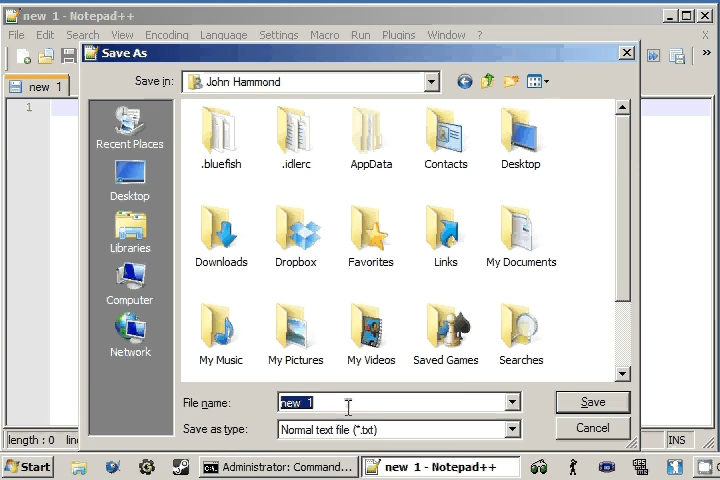 new 1 - Notepad++
File Edit Search View Encoding Language Settings Macro Run Plugins Window ? X
Save As
Save in: John Hammond
new 1
1
Recent Places
Desktop
Libraries
Computer
Network
.bluefish .idlerc AppData Contacts Desktop
Downloads Dropbox Favorites Links My Documents
My Music My Pictures My Videos Saved Games Searches
File name: new 1 Save
Save as type: Normal text file (*.txt) Cancel
length : 0 INS
Start Administrator: Command... new 1 - Notepad++